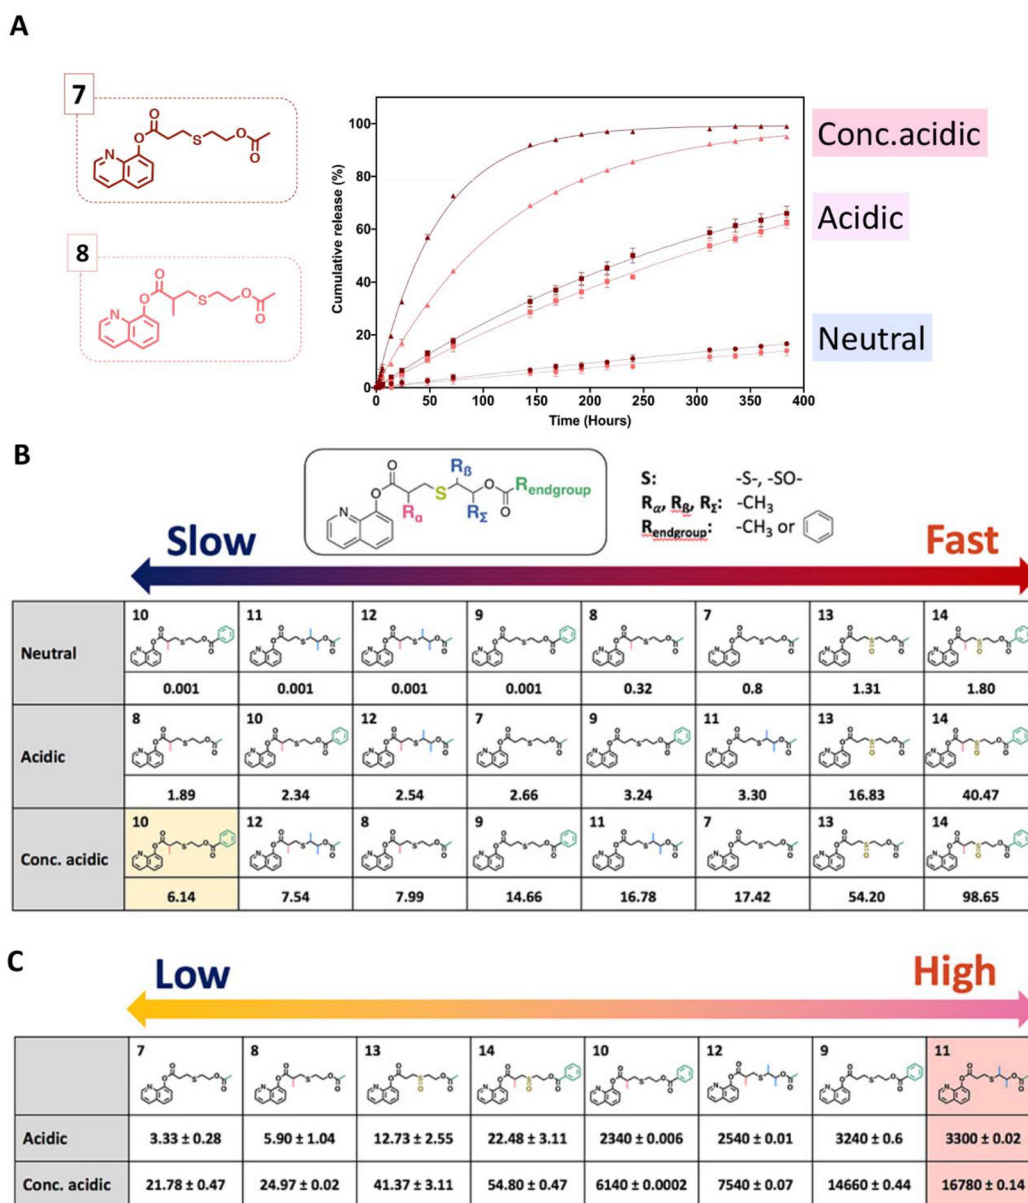 A
7
8
Cumulative release (%)
100
80
60
40
20
0
0 50 100 150 200 250 300 350 400
Time (Hours)
Conc.acidic
Acidic
Neutral
B
S: -S-, -SO-
Rα, Rß, RΣ: -CH3
Rendgroup: -CH3 or
Slow Fast
Neutral
10 11 12 9 8 7 13 14
0.001 0.001 0.001 0.001 0.32 0.8 1.31 1.80
Acidic
8 10 12 7 9 11 13 14
1.89 2.34 2.54 2.66 3.24 3.30 16.83 40.47
Conc. acidic
10 12 8 9 11 7 13 14
6.14 7.54 7.99 14.66 16.78 17.42 54.20 98.65
C
Low High
7 8 13 14 10 12 9 11
Acidic 3.33 ± 0.28 5.90 ± 1.04 12.73 ± 2.55 22.48 ± 3.11 2340 ± 0.006 2540 ± 0.01 3240 ± 0.6 3300 ± 0.02
Conc. acidic 21.78 ± 0.47 24.97 ± 0.02 41.37 ± 3.11 54.80 ± 0.47 6140 ± 0.0002 7540 ± 0.07 14660 ± 0.44 16780 ± 0.14